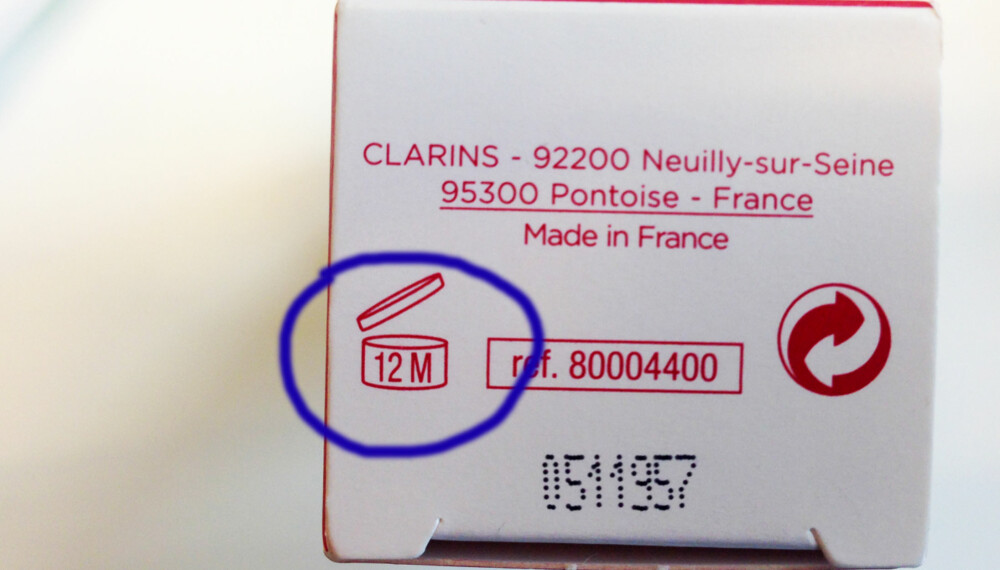 CLARINS - 92200 Neuilly-sur-Seine
95300 Pontoise - France
Made in France
12 M
ref. 80004400
0511957